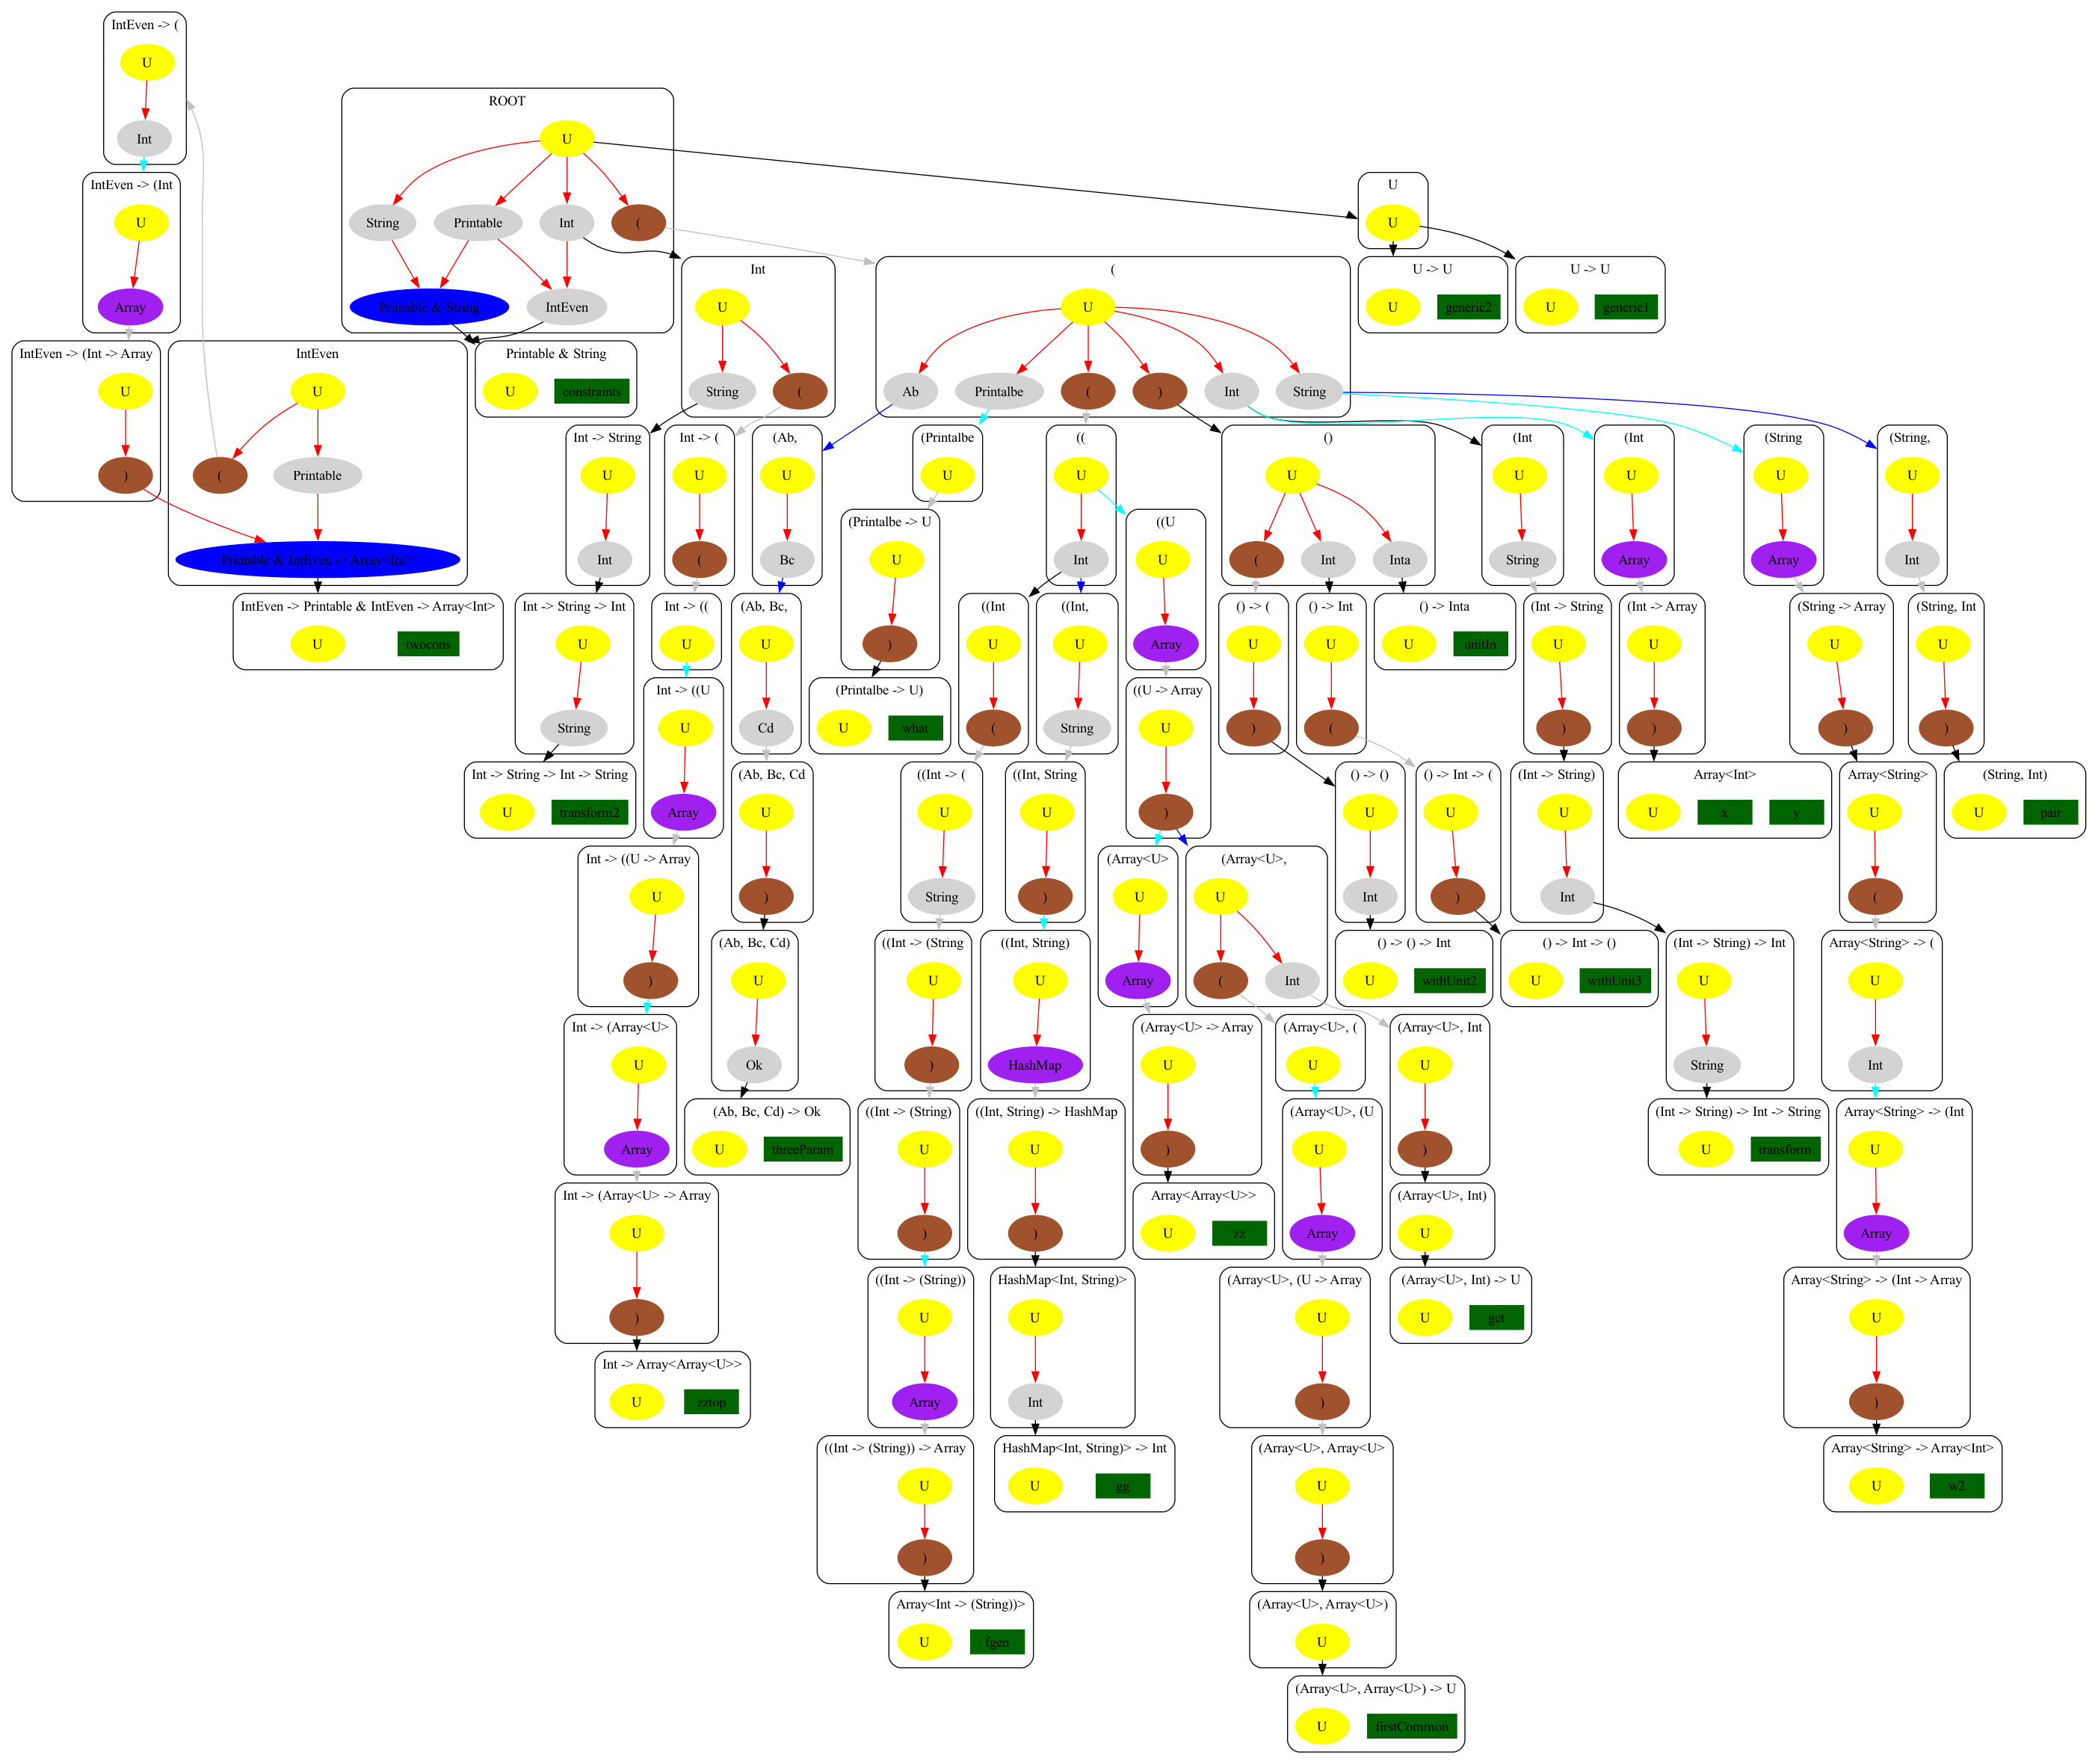 IntEven -> (
U
Int
IntEven -> (Int
U
Array
IntEven -> (Int -> Array
U
)
ROOT
U
String
Printable
Int
(
Printable & String
IntEven
IntEven
U
(
Printable
Printable & IntEven -> Array<Int>
IntEven -> Printable & IntEven -> Array<Int>
U
twocons
Printable & String
U
constraints
Int
U
String
(
U
U
U -> U
U
generic2
U -> U
U
generic1
(
U
Ab
Printalbe
(
)
Int
String
Int -> String
U
Int
Int -> String -> Int
U
String
Int -> String -> Int -> String
U
transform2
Int -> (
U
(
Int -> ((
U
Int -> ((U
U
Array
Int -> ((U -> Array
U
)
Int -> (Array<U>
U
Array
Int -> (Array<U> -> Array
U
)
Int -> Array<Array<U>>
U
zztop
(Ab,
U
Bc
(Ab, Bc,
U
Cd
(Ab, Bc, Cd
U
)
(Ab, Bc, Cd)
U
Ok
(Ab, Bc, Cd) -> Ok
U
threeParam
(Printalbe
U
(Printalbe -> U
U
)
(Printalbe -> U)
U
what
((
U
Int
((Int
U
(
((Int -> (
U
String
((Int -> (String
U
)
((Int -> (String)
U
)
((Int -> (String))
U
Array
((Int -> (String)) -> Array
U
)
Array<Int -> (String))>
U
fgen
((Int,
U
String
((Int, String
U
)
((Int, String)
U
HashMap
((Int, String) -> HashMap
U
)
HashMap<Int, String)>
U
Int
HashMap<Int, String)> -> Int
U
gg
((U
U
Array
((U -> Array
U
)
(Array<U>
U
Array
(Array<U> -> Array
U
)
Array<Array<U>>
U
zz
(Array<U>,
U
(
Int
(Array<U>, (
U
(Array<U>, (U
U
Array
(Array<U>, (U -> Array
U
)
(Array<U>, Array<U>
U
)
(Array<U>, Array<U>)
U
(Array<U>, Array<U>) -> U
U
firstCommon
(Array<U>, Int
U
)
(Array<U>, Int)
U
(Array<U>, Int) -> U
U
get
()
U
(
Int
Inta
() -> (
U
)
() -> ()
U
Int
() -> () -> Int
U
withUnit2
() -> Int
U
(
() -> Int -> (
U
)
() -> Int -> ()
U
withUnit3
() -> Inta
U
unitIn
(Int
U
String
(Int -> String
U
)
(Int -> String)
U
Int
(Int -> String) -> Int
U
String
(Int -> String) -> Int -> String
U
transform
(Int
U
Array
(Int -> Array
U
)
Array<Int>
U
x
y
(String
U
Array
(String -> Array
U
)
Array<String>
U
(
Array<String> -> (
U
Int
Array<String> -> (Int
U
Array
Array<String> -> (Int -> Array
U
)
Array<String> -> Array<Int>
U
w2
(String,
U
Int
(String, Int
U
)
(String, Int)
U
pair